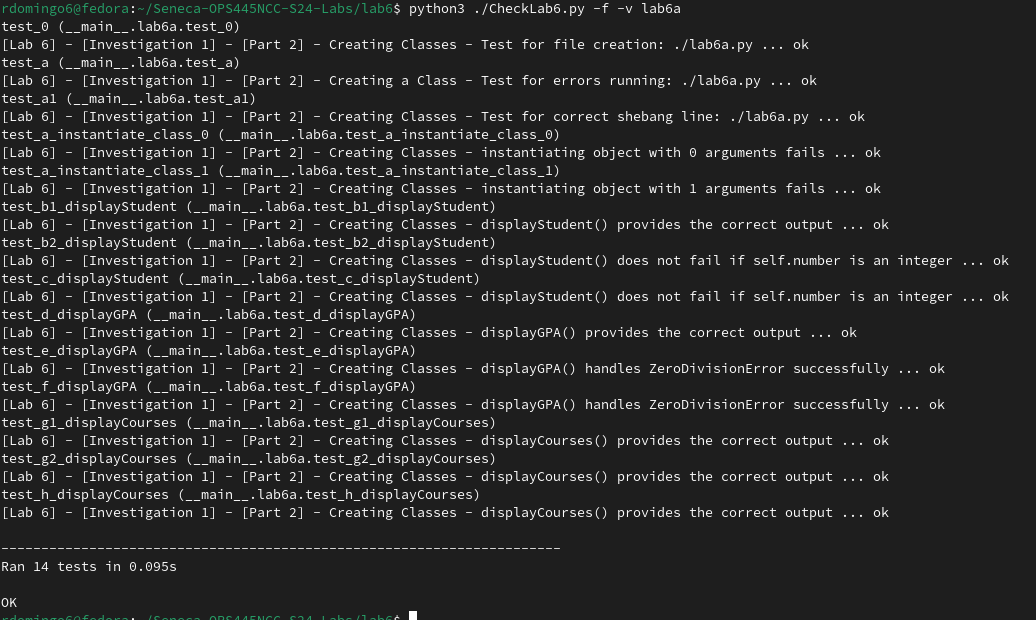 rdomingo6@fedora:~/Seneca-OPS445NCC-S24-Labs/lab6$ python3 ./CheckLab6.py -f -v lab6a
test_0 (__main__.lab6a.test_0)
[Lab 6] - [Investigation 1] - [Part 2] - Creating Classes - Test for file creation: ./lab6a.py ... ok
test_a (__main__.lab6a.test_a)
[Lab 6] - [Investigation 1] - [Part 2] - Creating a Class - Test for errors running: ./lab6a.py ... ok
test_a1 (__main__.lab6a.test_a1)
[Lab 6] - [Investigation 1] - [Part 2] - Creating Classes - Test for correct shebang line: ./lab6a.py ... ok
test_a_instantiate_class_0 (__main__.lab6a.test_a_instantiate_class_0)
[Lab 6] - [Investigation 1] - [Part 2] - Creating Classes - instantiating object with 0 arguments fails ... ok
test_a_instantiate_class_1 (__main__.lab6a.test_a_instantiate_class_1)
[Lab 6] - [Investigation 1] - [Part 2] - Creating Classes - instantiating object with 1 arguments fails ... ok
test_b1_displayStudent (__main__.lab6a.test_b1_displayStudent)
[Lab 6] - [Investigation 1] - [Part 2] - Creating Classes - displayStudent() provides the correct output ... ok
test_b2_displayStudent (__main__.lab6a.test_b2_displayStudent)
[Lab 6] - [Investigation 1] - [Part 2] - Creating Classes - displayStudent() does not fail if self.number is an integer ... ok
test_c_displayStudent (__main__.lab6a.test_c_displayStudent)
[Lab 6] - [Investigation 1] - [Part 2] - Creating Classes - displayStudent() does not fail if self.number is an integer ... ok
test_d_displayGPA (__main__.lab6a.test_d_displayGPA)
[Lab 6] - [Investigation 1] - [Part 2] - Creating Classes - displayGPA() provides the correct output ... ok
test_e_displayGPA (__main__.lab6a.test_e_displayGPA)
[Lab 6] - [Investigation 1] - [Part 2] - Creating Classes - displayGPA() handles ZeroDivisionError successfully ... ok
test_f_displayGPA (__main__.lab6a.test_f_displayGPA)
[Lab 6] - [Investigation 1] - [Part 2] - Creating Classes - displayGPA() handles ZeroDivisionError successfully ... ok
test_g1_displayCourses (__main__.lab6a.test_g1_displayCourses)
[Lab 6] - [Investigation 1] - [Part 2] - Creating Classes - displayCourses() provides the correct output ... ok
test_g2_displayCourses (__main__.lab6a.test_g2_displayCourses)
[Lab 6] - [Investigation 1] - [Part 2] - Creating Classes - displayCourses() provides the correct output ... ok
test_h_displayCourses (__main__.lab6a.test_h_displayCourses)
[Lab 6] - [Investigation 1] - [Part 2] - Creating Classes - displayCourses() provides the correct output ... ok
----------------------------------------------------------------------
Ran 14 tests in 0.095s
OK
rdomingo6@fedora:~/Seneca-OPS445NCC-S24-Labs/lab6$